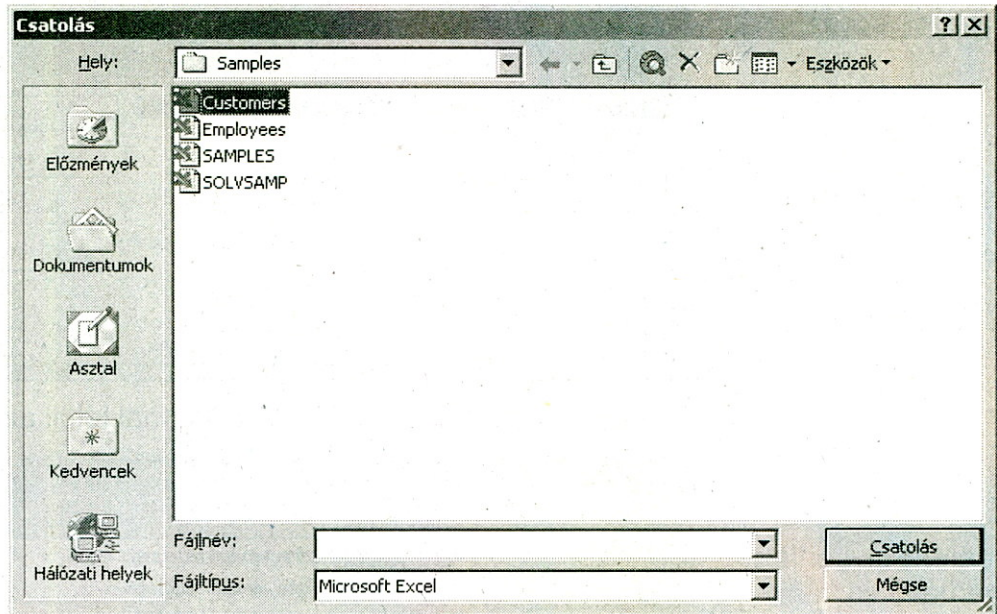 Csatolás
Hely:
Samples
Eszközök
Customers
Employees
SAMPLES
SOLVSAMP
Előzmények
Dokumentumok
Asztal
Kedvencek
Hálózati helyek
Fájlnév:
Csatolás
Fájltípus:
Microsoft Excel
Mégse